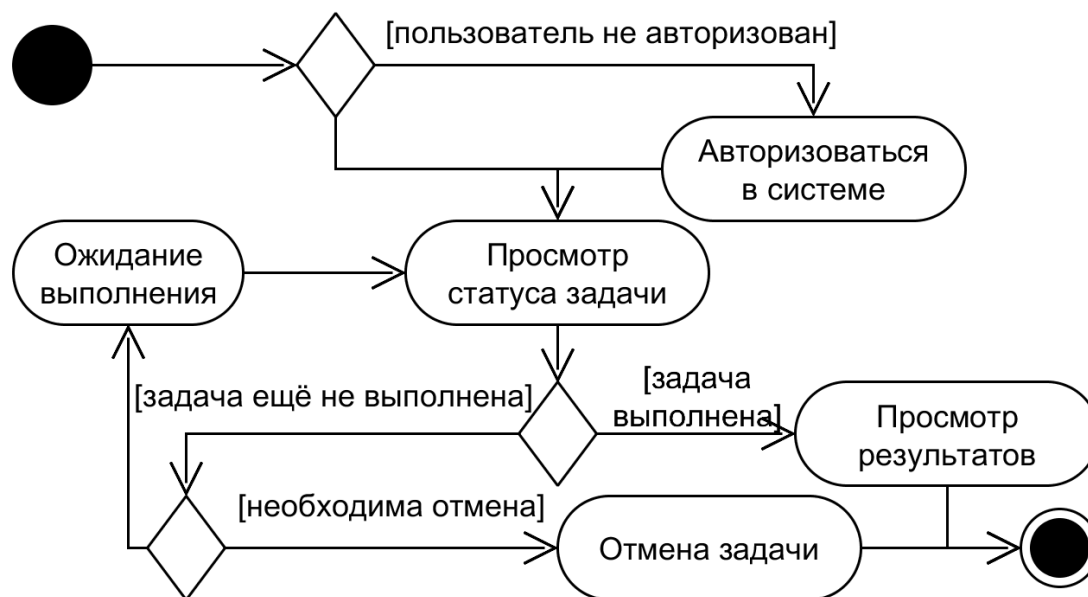 [пользователь не авторизован]
Авторизоваться
в системе
Ожидание
выполнения
Просмотр
статуса задачи
[задача ещё не выполнена]
[задача
выполнена]
Просмотр
результатов
[необходима отмена]
Отмена задачи